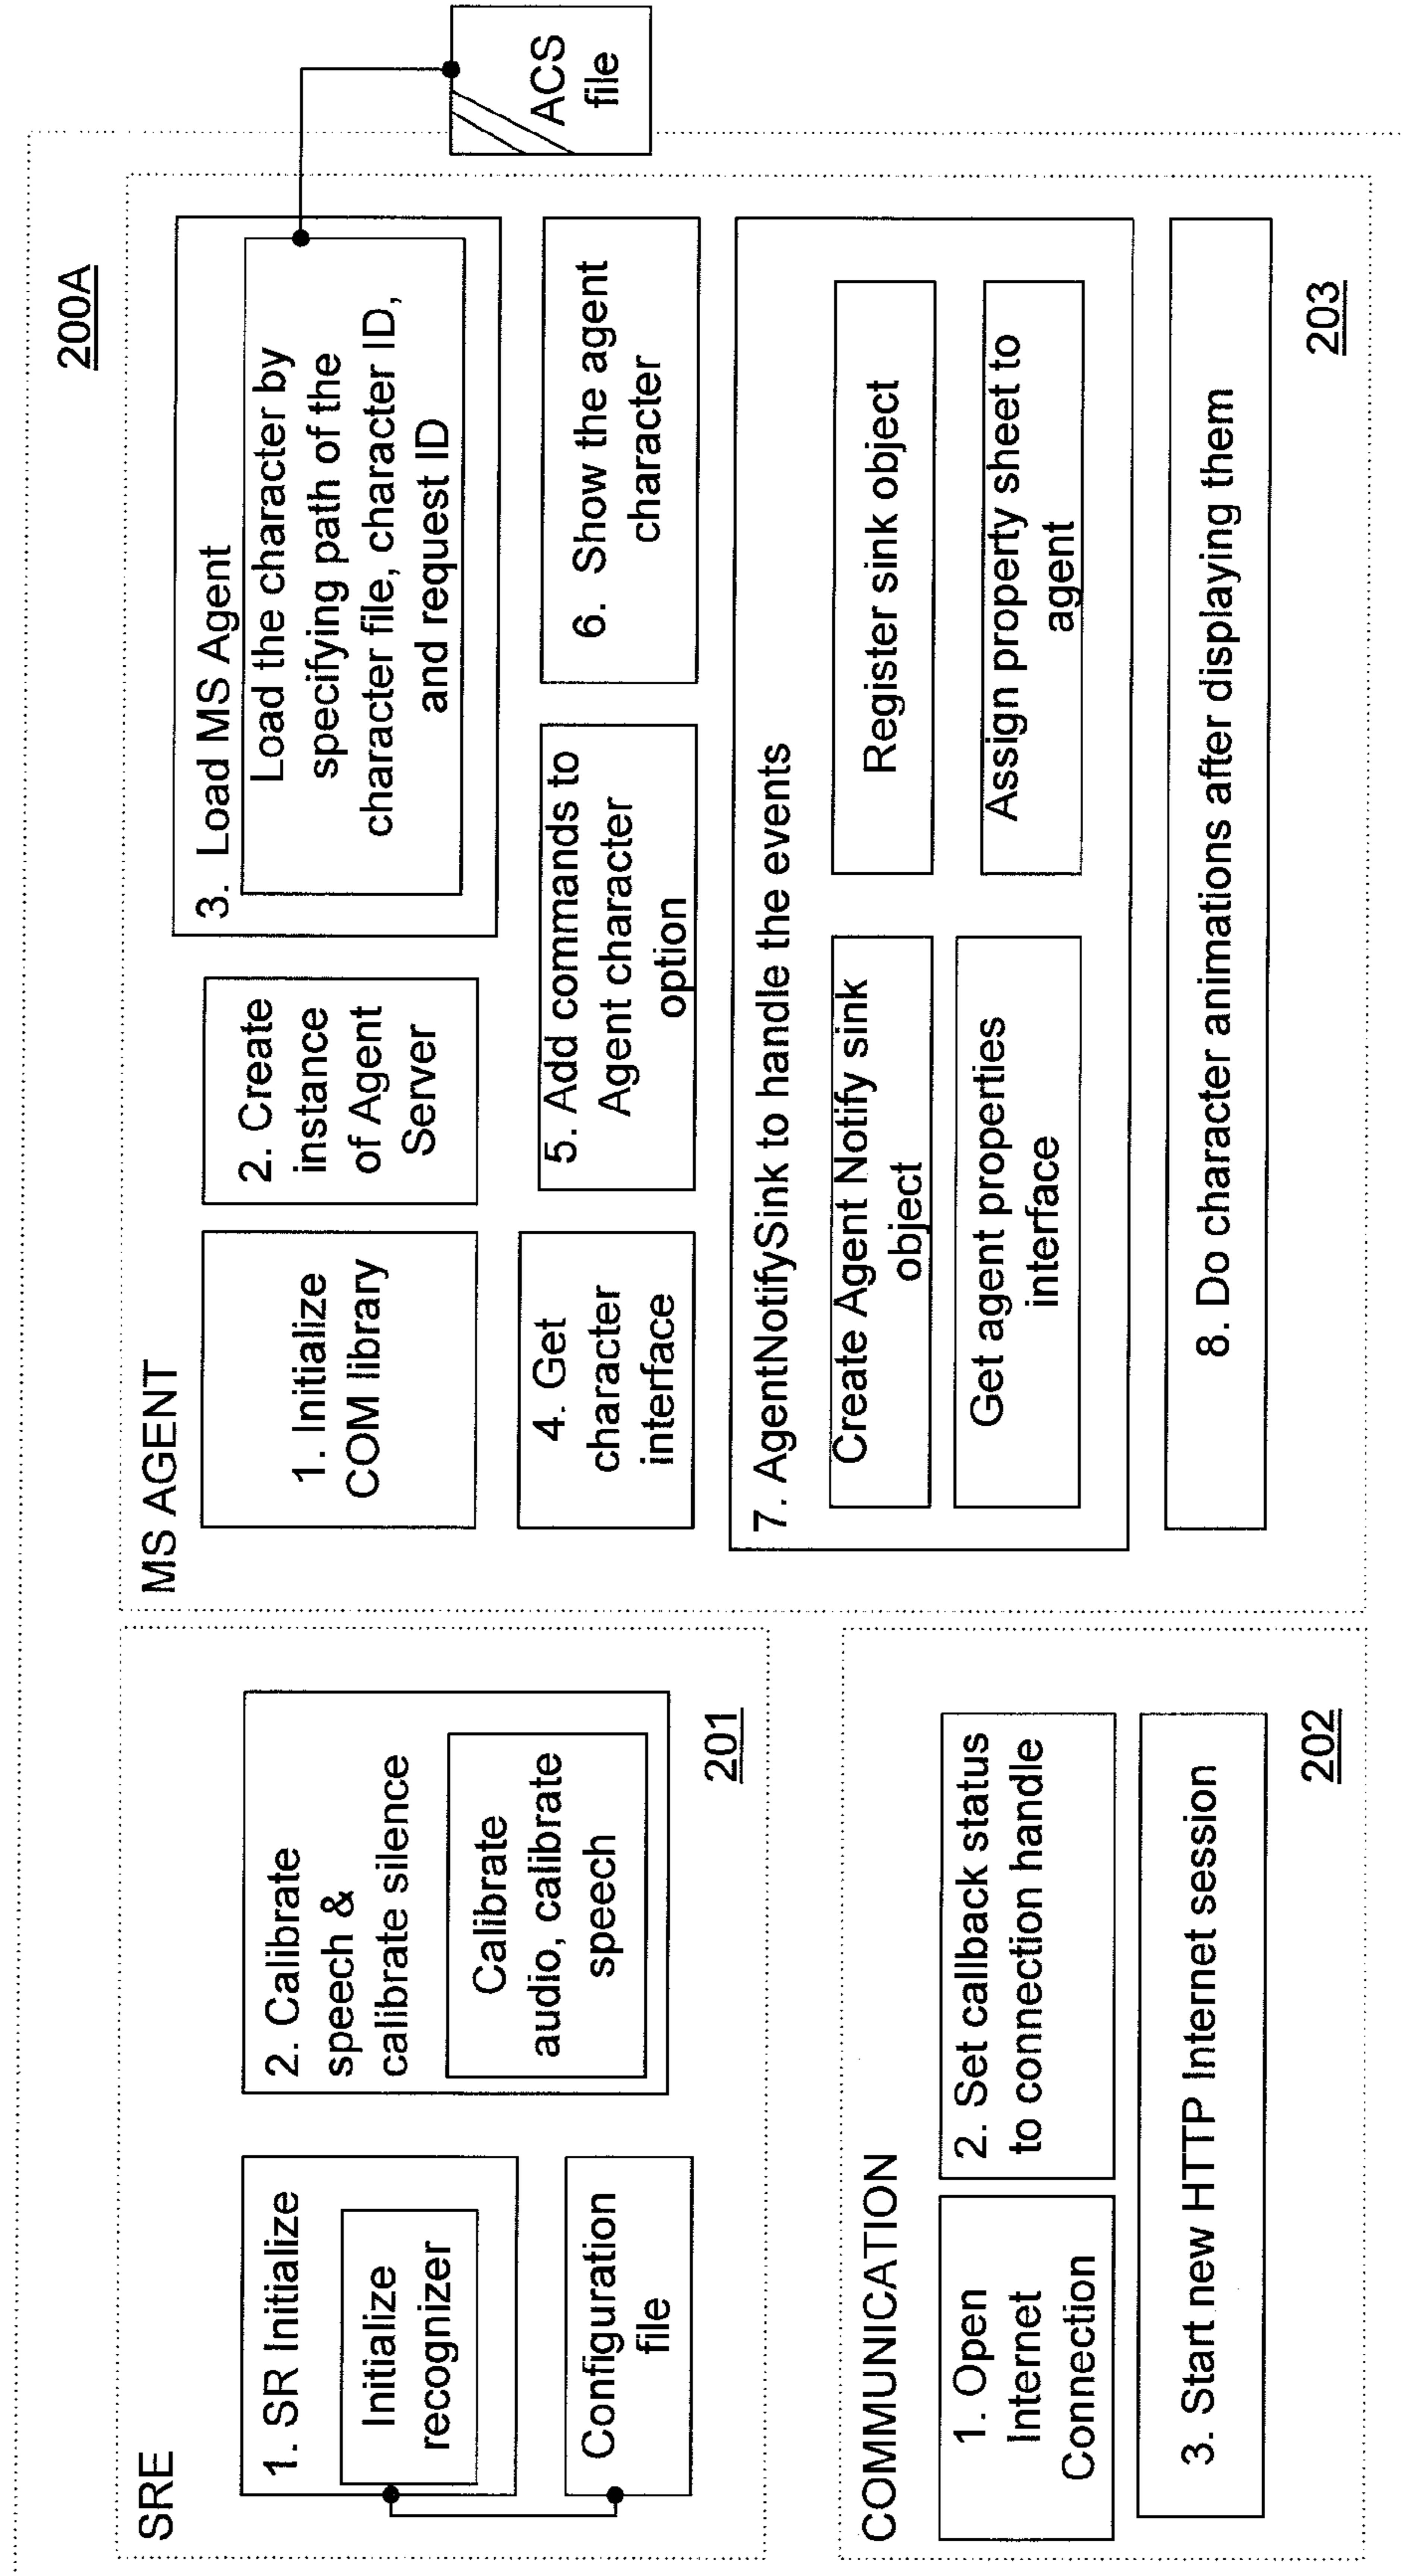 200A
SRE
1. SR Initialize
Initialize
recognizer
Configuration
file
2. Calibrate
speech &
calibrate silence
Calibrate
audio, calibrate
speech
201
COMMUNICATION
1. Open
Internet
Connection
2. Set callback status
to connection handle
3. Start new HTTP Internet session
202
MS AGENT
1. Initialize
COM library
2. Create
instance
of Agent
Server
3. Load MS Agent
Load the character by
specifying path of the
character file, character ID,
and request ID
ACS
file
4. Get
character
interface
5. Add commands to
Agent character
option
6. Show the agent
character
7. AgentNotifySink to handle the events
Create Agent Notify sink
object
Register sink object
Get agent properties
interface
Assign property sheet to
agent
8. Do character animations after displaying them
203